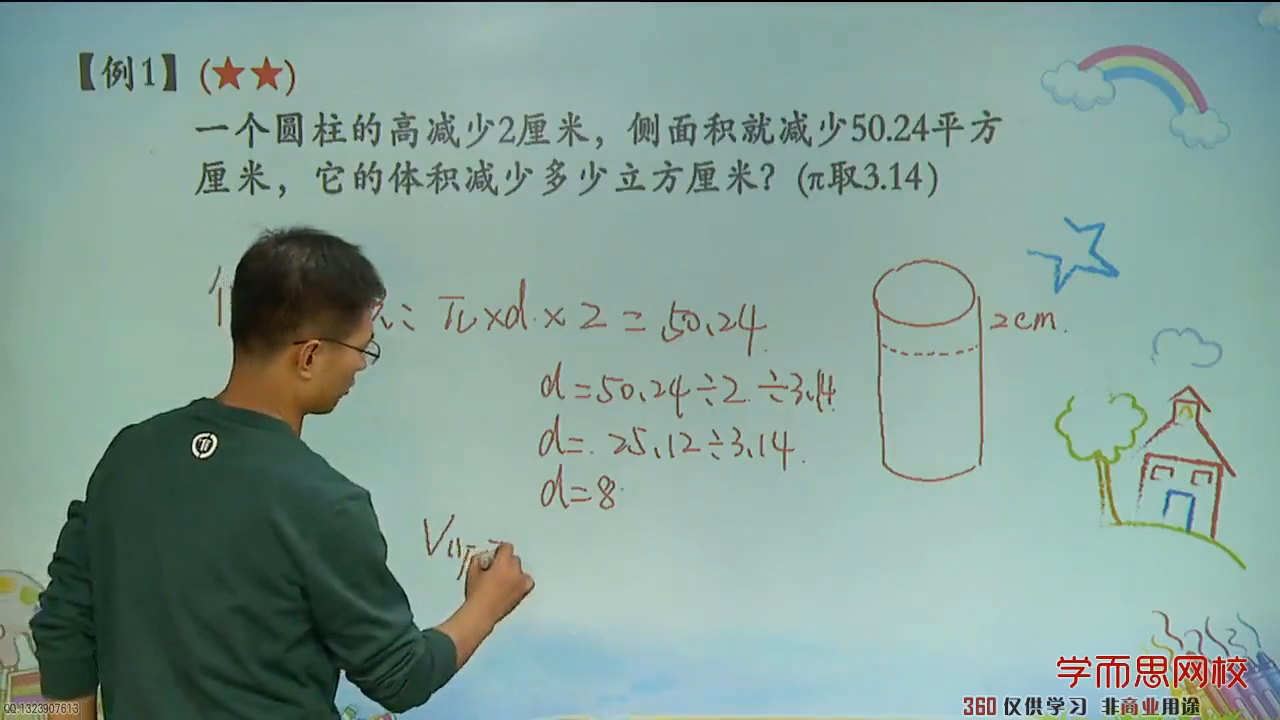 【例1】(★★)
一个圆柱的高减少2厘米，侧面积就减少50.24平方
厘米，它的体积减少多少立方厘米？(π取3.14)
π×d×2=50.24
2cm.
d=50.24÷2÷3.14
d=25.12÷3.14
d=8
V
学而思网校
360 仅供学习 非商业用途
QQ:1323907613